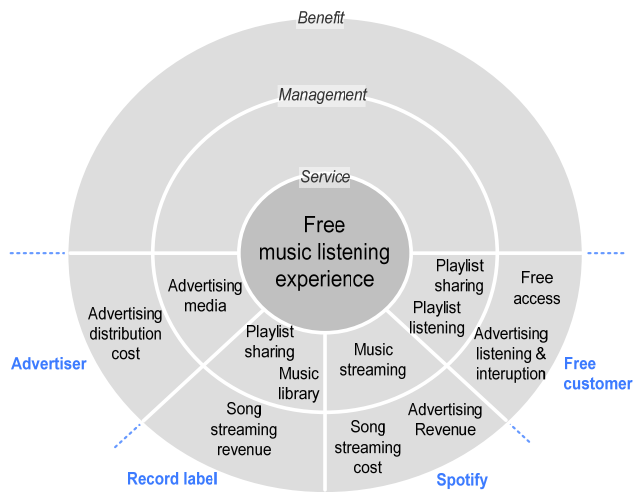 Benefit
Management
Service
Free
music listening
experience
Advertising
media
Advertising
distribution
cost
Advertiser
Playlist
sharing
Music
library
Song
streaming
revenue
Record label
Music
streaming
Advertising
Revenue
Song
streaming
cost
Spotify
Playlist
sharing
Playlist
listening
Free
access
Advertising
listening &
interuption
Free
customer